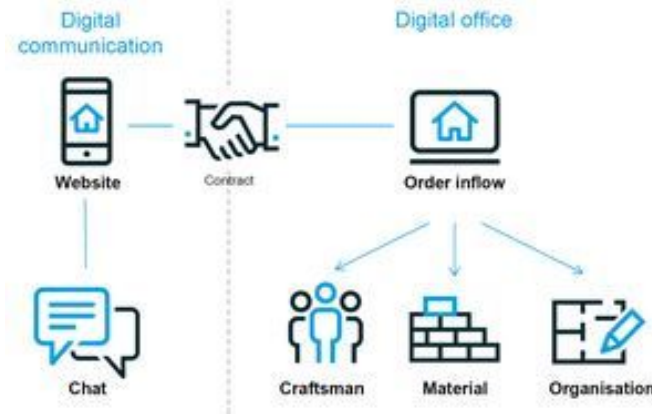 Digital
communication
Digital office
Website
Contract
Order inflow
Chat
Craftsman
Material
Organisation